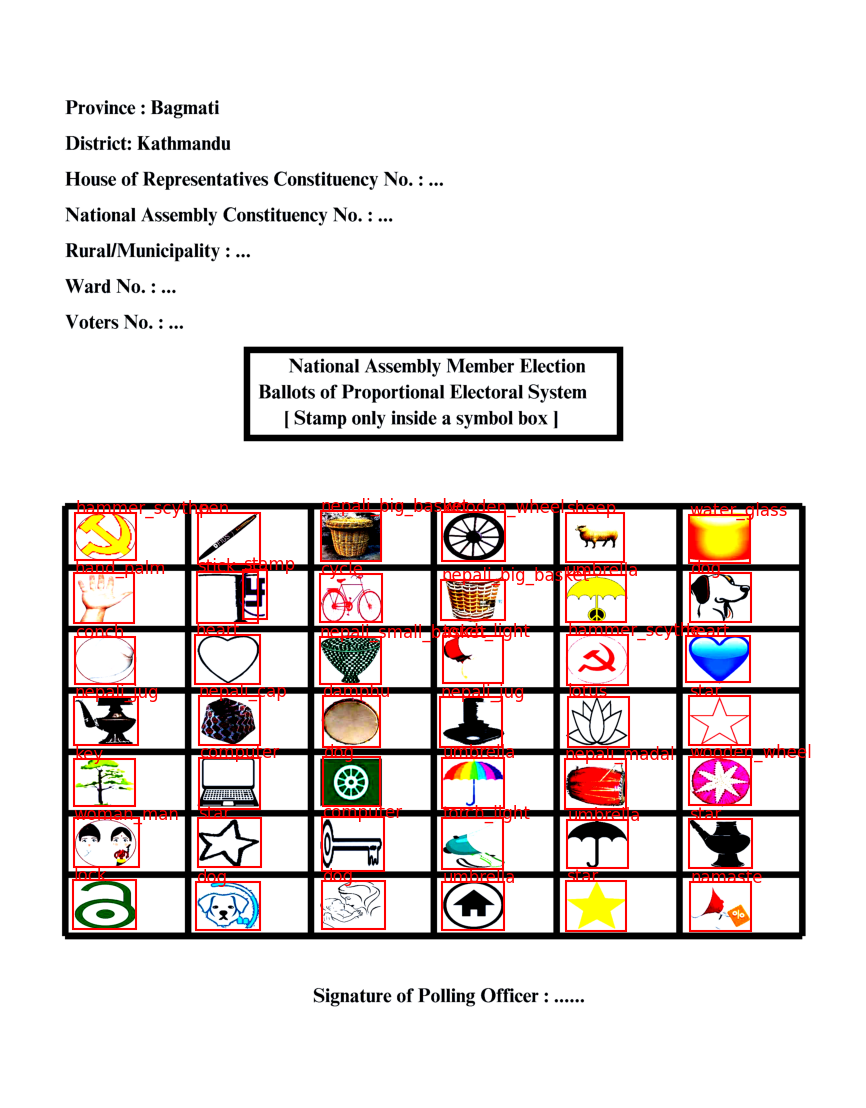 Province : Bagmati
District: Kathmandu
House of Representatives Constituency No. : ...
National Assembly Constituency No. : ...
Rural/Municipality : ...
Ward No. : ...
Voters No. : ...
National Assembly Member Election
Ballots of Proportional Electoral System
[ Stamp only inside a symbol box ]
hammer_scythe pen nepali_big_basket wooden_wheel sheep water_glass
hand_palm stick stamp cycle nepali_big_basket umbrella dog
conch heart nepali_small_basket torch_light hammer_scythe heart
nepali_jug nepali_cap damphu nepali_jug lotus star
key computer dog umbrella nepali_madal wooden_wheel
woman_man star computer torch_light umbrella star
lock dog dog umbrella star namaste
%
Signature of Polling Officer : ......